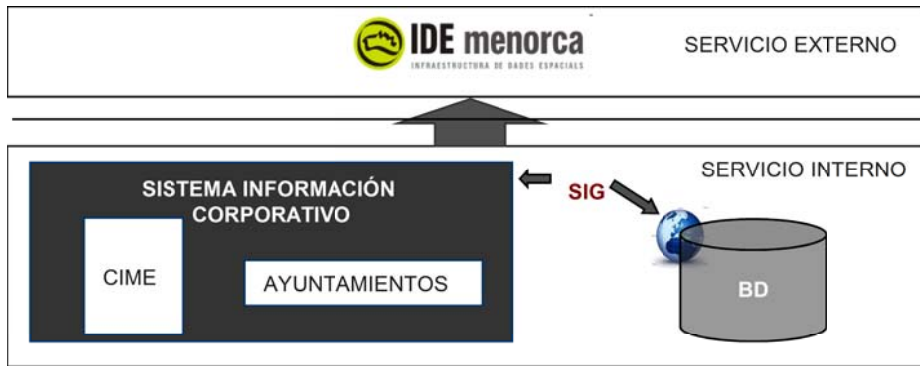 IDE menorca
INFRAESTRUCTURA DE DADES ESPACIALS
SERVICIO EXTERNO
SERVICIO INTERNO
SISTEMA INFORMACIÓN
CORPORATIVO
SIG
CIME
AYUNTAMIENTOS
BD